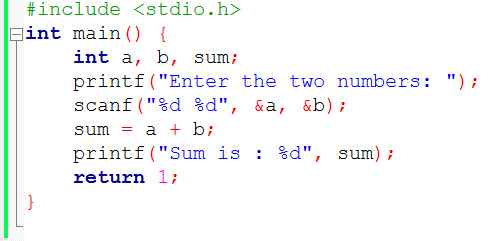 #include <stdio.h>
int main() {
int a, b, sum;
printf("Enter the two numbers: ");
scanf("%d %d", &a, &b);
sum = a + b;
printf("Sum is : %d", sum);
return 1;
}